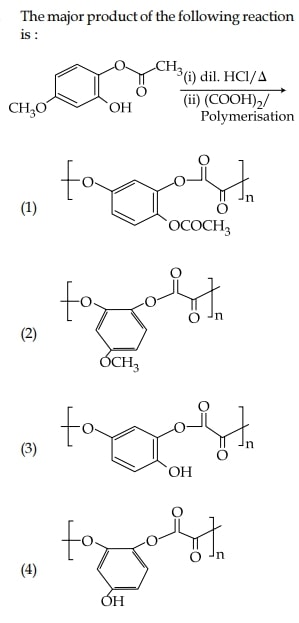 The major product of the following reaction
is :
O CH₃ (i) dil. HCl/Δ
O
CH₃O OH (ii) (COOH)₂/
Polymerisation
O
O O n
O
(1) OCOCH₃
O
O O n
O
(2)
OCH₃
O
O O n
O
(3) OH
O
O O n
O
(4)
OH